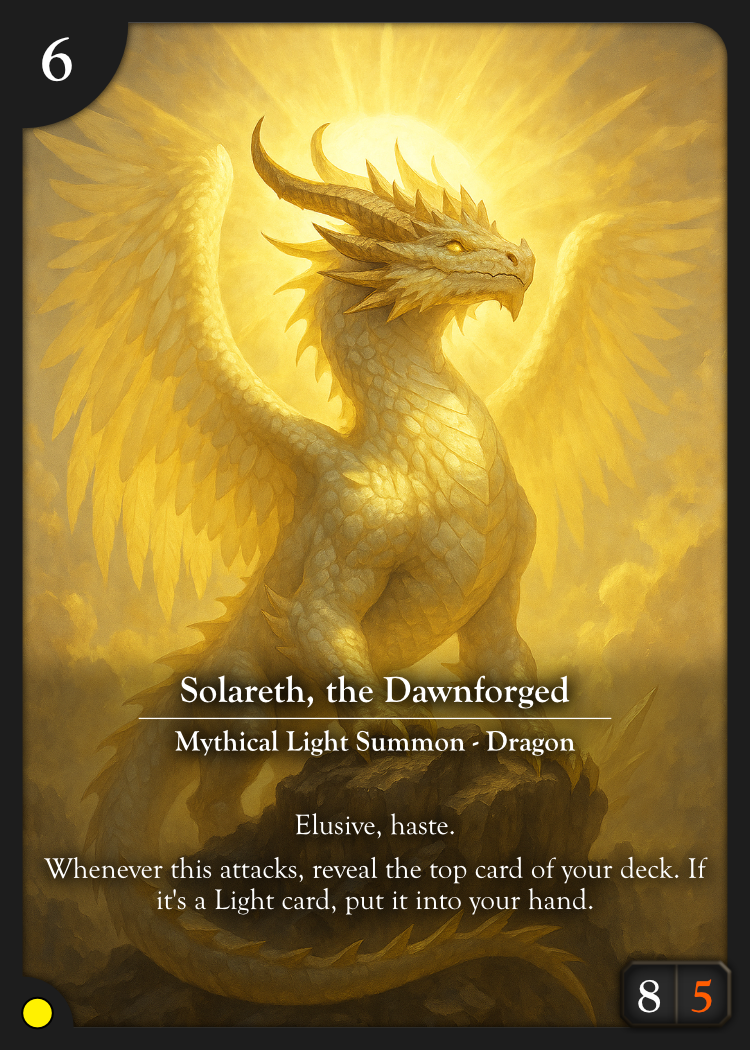 6
Solareth, the Dawnforged
Mythical Light Summon - Dragon
Elusive, haste.
Whenever this attacks, reveal the top card of your deck. If
it's a Light card, put it into your hand.
8 5